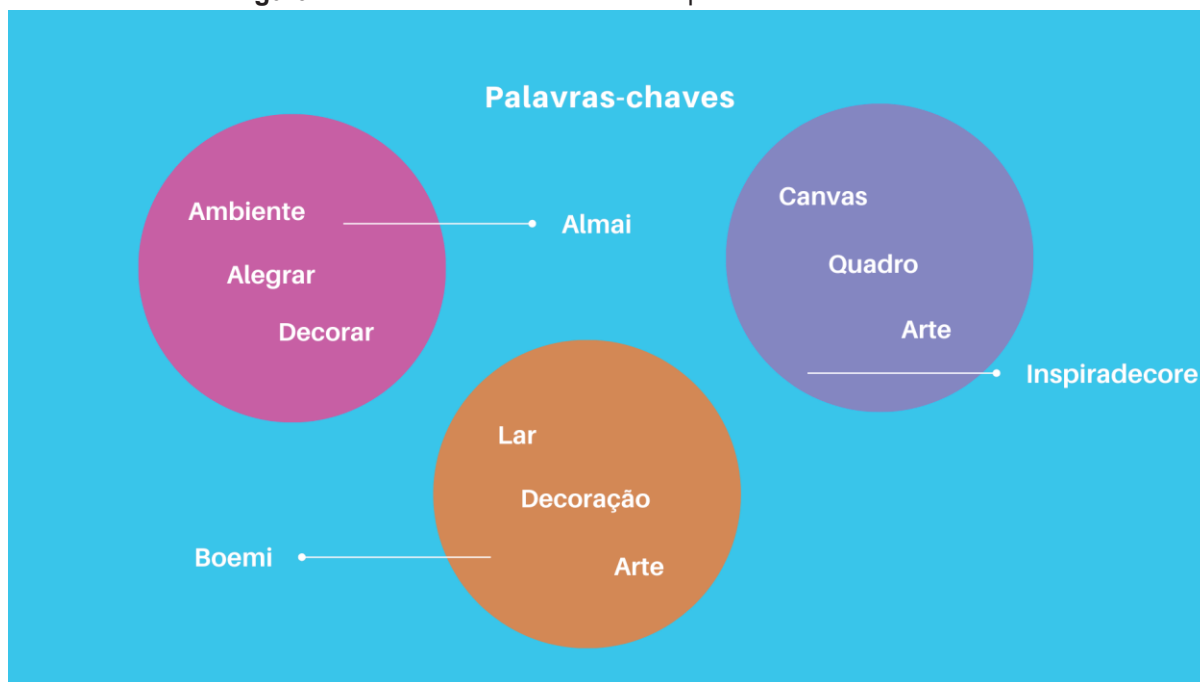 Palavras-chaves
Ambiente
Alegrar
Decorar
Almai
Canvas
Quadro
Arte
Inspiradecore
Lar
Decoração
Arte
Boemi